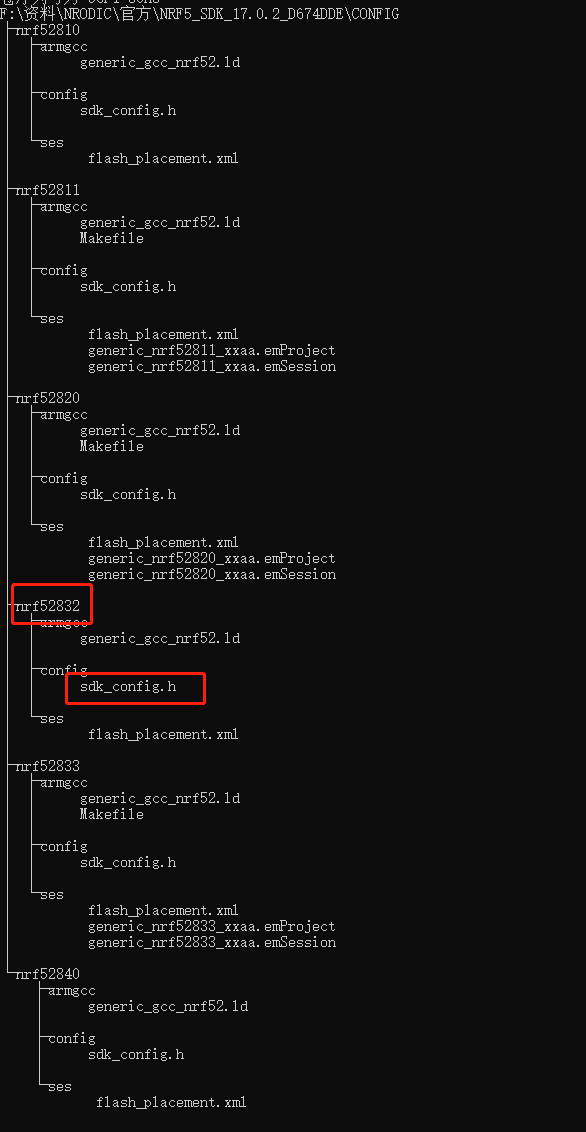 F:\资料\NRODIC\官方\NRF5_SDK_17.0.2_D674DDE\CONFIG
nrf52810
armgcc
generic_gcc_nrf52.ld
config
sdk_config.h
ses
flash_placement.xml
nrf52811
armgcc
generic_gcc_nrf52.ld
Makefile
config
sdk_config.h
ses
flash_placement.xml
generic_nrf52811_xxaa.emProject
generic_nrf52811_xxaa.emSession
nrf52820
armgcc
generic_gcc_nrf52.ld
Makefile
config
sdk_config.h
ses
flash_placement.xml
generic_nrf52820_xxaa.emProject
generic_nrf52820_xxaa.emSession
nrf52832
armgcc
generic_gcc_nrf52.ld
config
sdk_config.h
ses
flash_placement.xml
nrf52833
armgcc
generic_gcc_nrf52.ld
Makefile
config
sdk_config.h
ses
flash_placement.xml
generic_nrf52833_xxaa.emProject
generic_nrf52833_xxaa.emSession
nrf52840
armgcc
generic_gcc_nrf52.ld
config
sdk_config.h
ses
flash_placement.xml